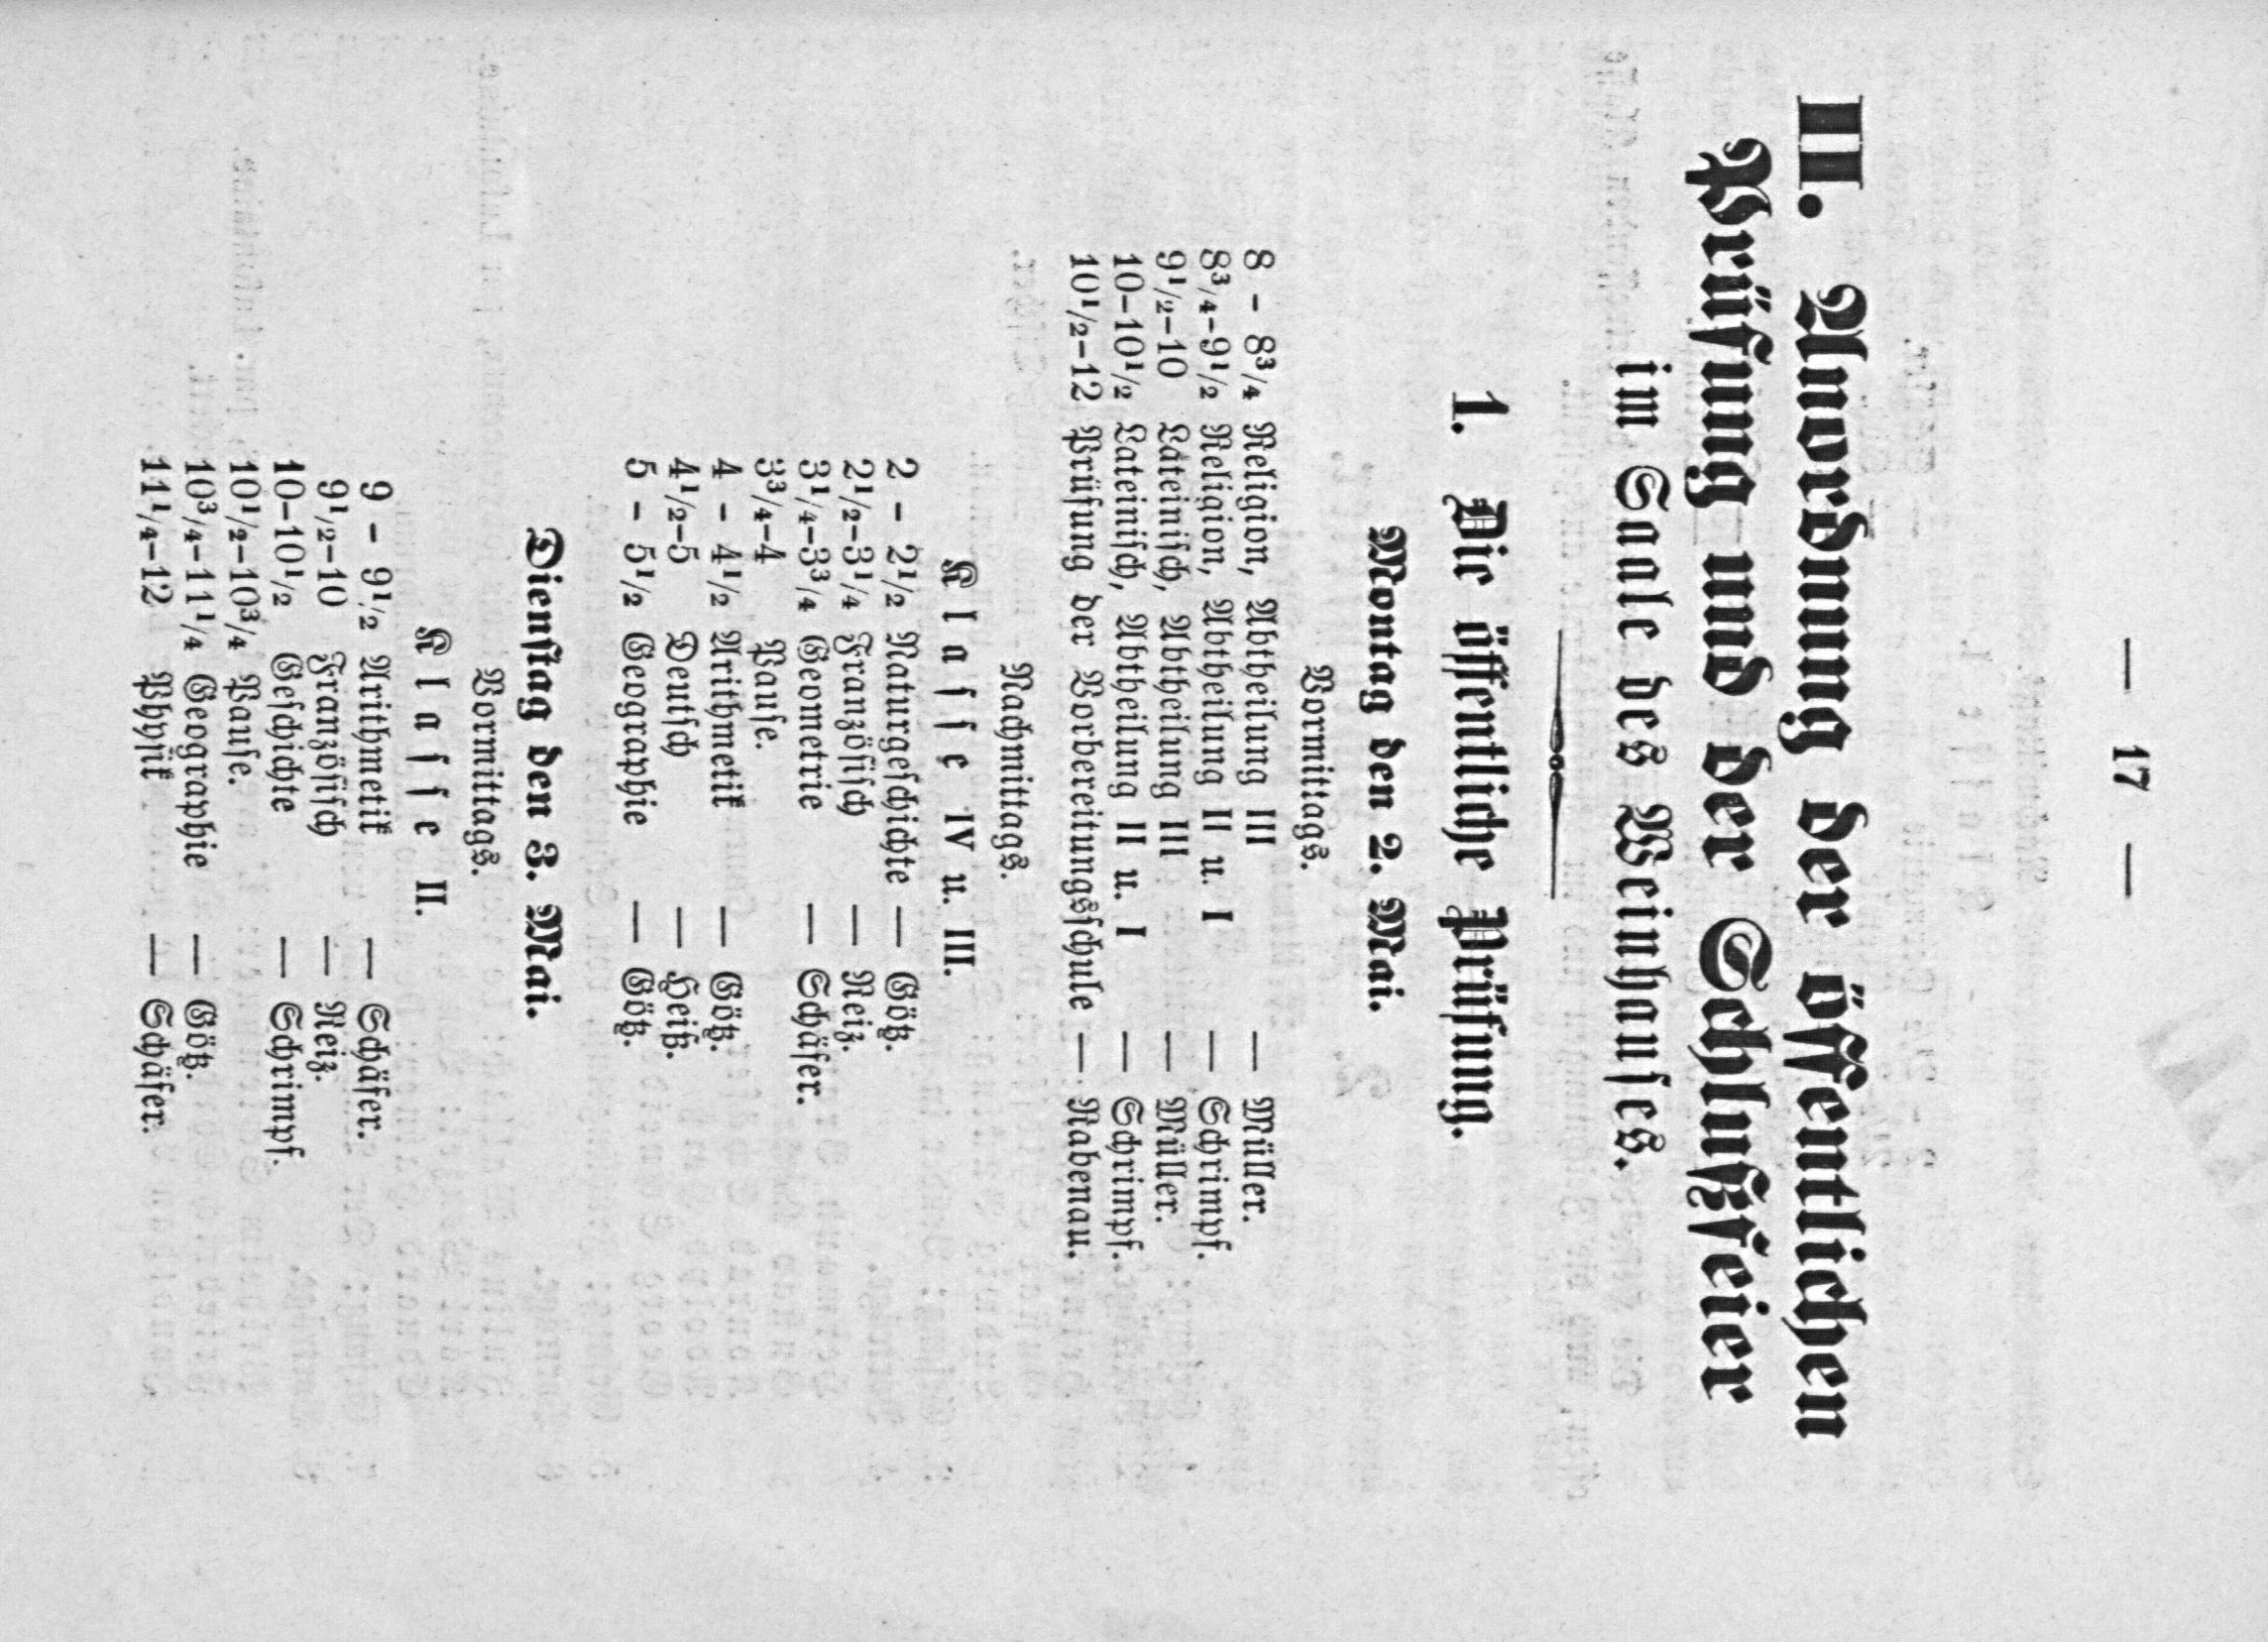 — 17 —
II. Anordnung der öffentlichen
Prüfung und der Schlußfeier
im Saale des Weinhauſes.
1. Die öffentliche Prüfung.
Montag den 2. Mai.
Vormittags.
8 – 8³/₄ Religion, Abtheilung III — Müller.
8³/₄–9¹/₂ Religion, Abtheilung II u. I — Schrimpf.
9¹/₂–10 Lateiniſch, Abtheilung III — Müller.
10–10¹/₂ Lateiniſch, Abtheilung II u. I — Schrimpf.
10¹/₂–12 Prüfung der Vorbereitungsſchule — Rabenau.
Nachmittags.
Klaſſe IV u. III.
2 – 2¹/₂ Naturgeſchichte — Götz.
2¹/₂–3¹/₄ Franzöſiſch — Reiz.
3¹/₄–3³/₄ Geometrie — Schäfer.
3³/₄–4 Pauſe.
4 – 4¹/₂ Arithmetik — Götz.
4¹/₂–5 Deutſch — Heiß.
5 – 5¹/₂ Geographie — Götz.
Dienſtag den 3. Mai.
Vormittags.
Klaſſe II.
9 – 9¹/₂ Arithmetik — Schäfer.
9¹/₂–10 Franzöſiſch — Reiz.
10–10¹/₂ Geſchichte — Schrimpf.
10¹/₂–10³/₄ Pauſe.
10³/₄–11¹/₄ Geographie — Götz.
11¹/₄–12 Phyſik — Schäfer.